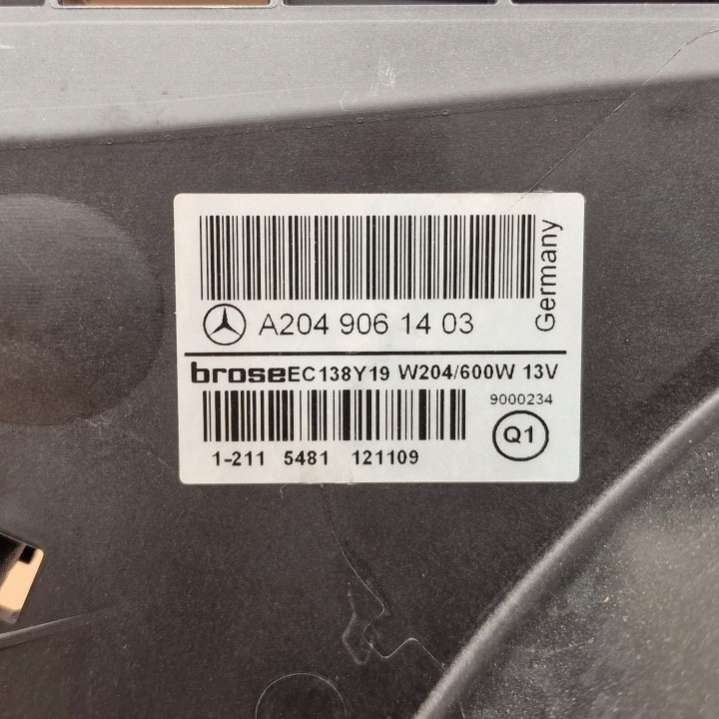 Germany
A204 906 14 03
broseEC138Y19 W204/600W 13V
9000234
Q1
1-211 5481 121109